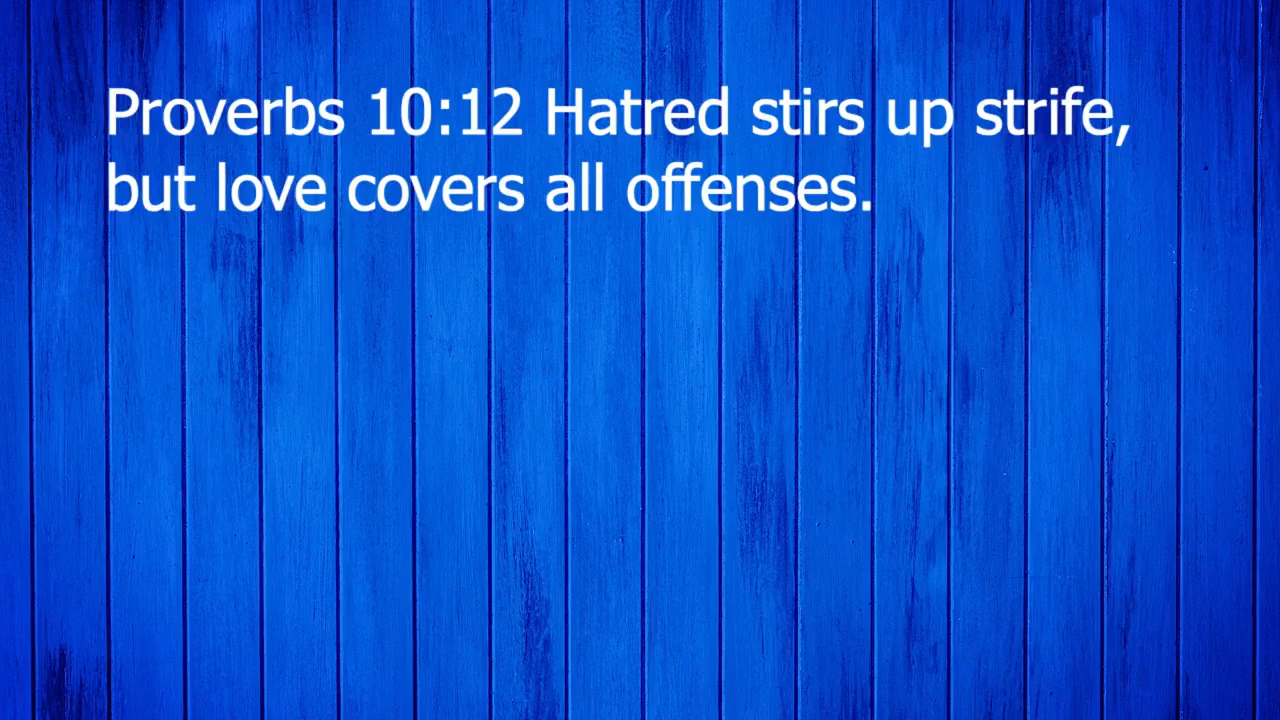 Proverbs 10:12 Hatred stirs up strife,
but love covers all offenses.